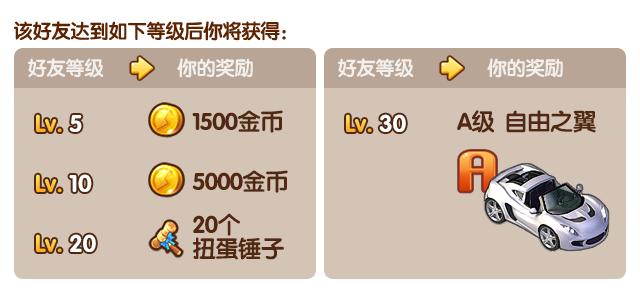 该好友达到如下等级后你将获得：
好友等级 你的奖励
Lv. 5 1500金币
Lv. 10 5000金币
Lv. 20 20个
扭蛋锤子
好友等级 你的奖励
Lv. 30 A级 自由之翼
A